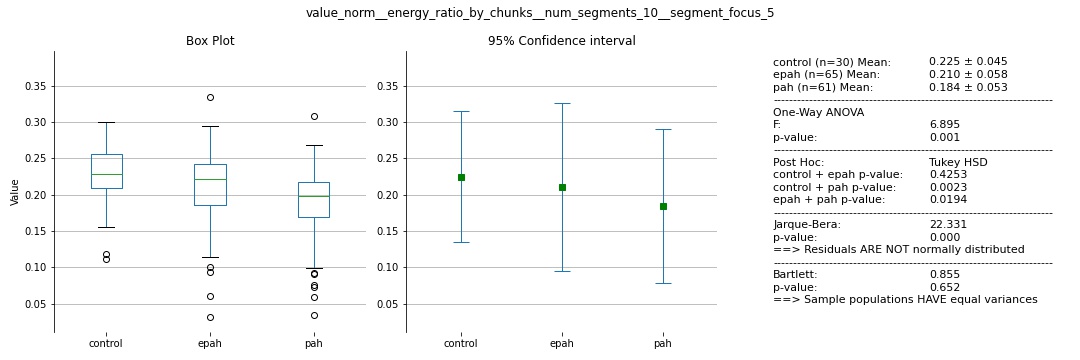 value_norm__energy_ratio_by_chunks__num_segments_10__segment_focus_5
Box Plot
Value
0.35
0.30
0.25
0.20
0.15
0.10
0.05
control epah pah
95% Confidence interval
0.35
0.30
0.25
0.20
0.15
0.10
0.05
control epah pah
control (n=30) Mean: 0.225 ± 0.045
epah (n=65) Mean: 0.210 ± 0.058
pah (n=61) Mean: 0.184 ± 0.053
One-Way ANOVA
F: 6.895
p-value: 0.001
Post Hoc: Tukey HSD
control + epah p-value: 0.4253
control + pah p-value: 0.0023
epah + pah p-value: 0.0194
Jarque-Bera: 22.331
p-value: 0.000
==> Residuals ARE NOT normally distributed
Bartlett: 0.855
p-value: 0.652
==> Sample populations HAVE equal variances